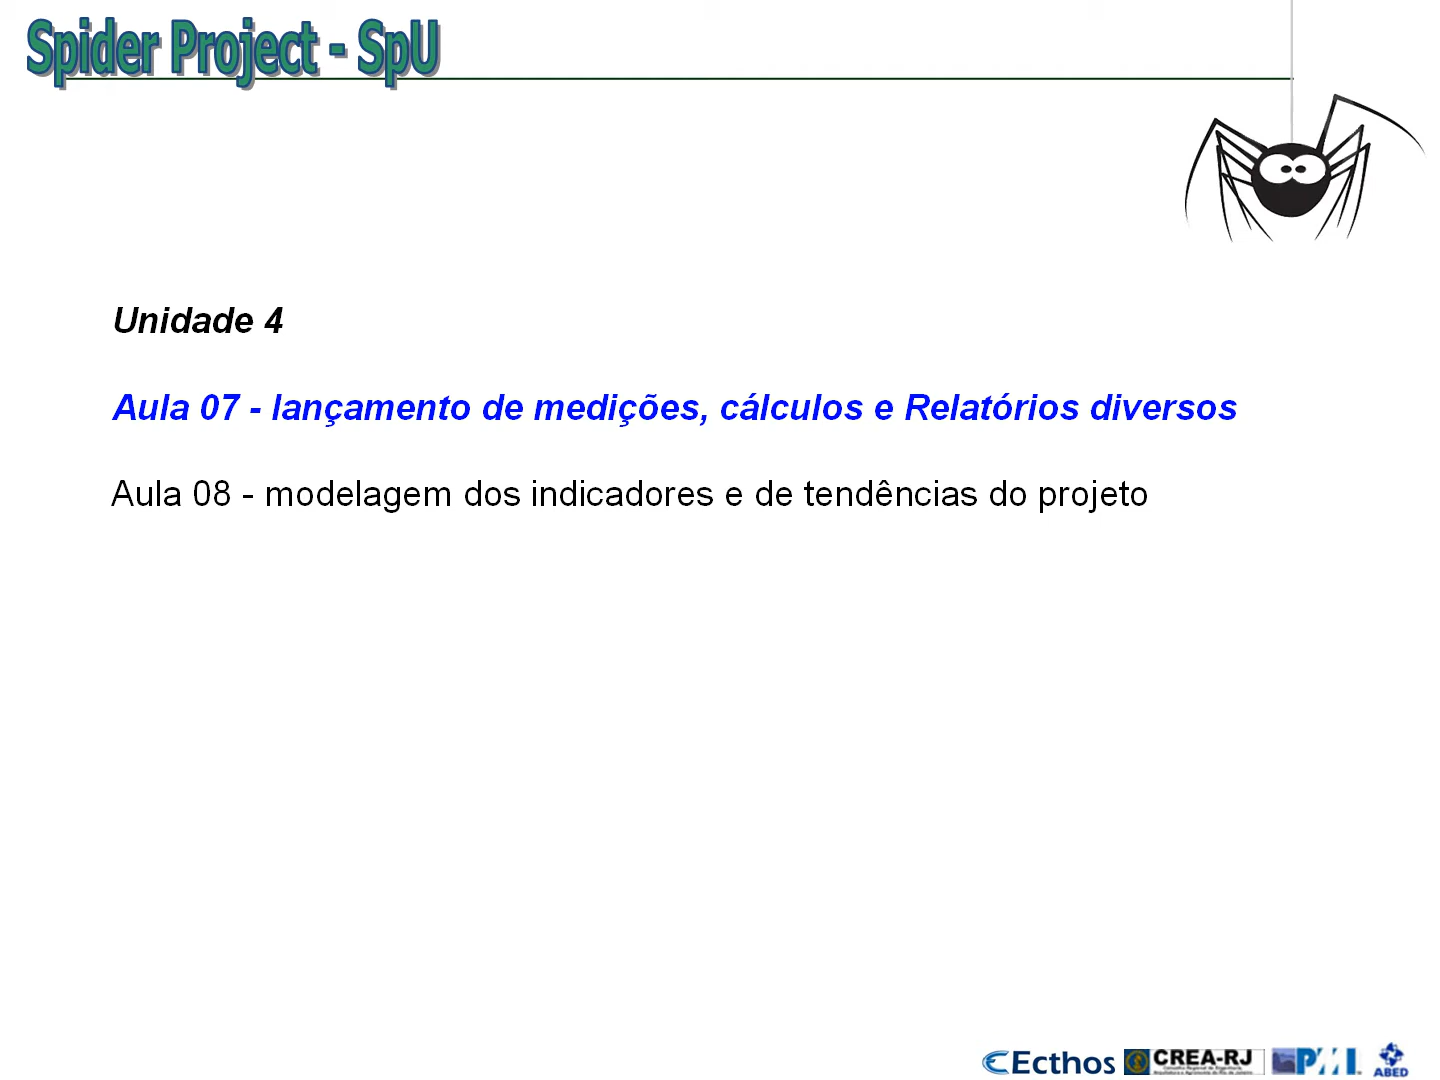 Spider Project - SpU
Unidade 4
Aula 07 - lançamento de medições, cálculos e Relatórios diversos
Aula 08 - modelagem dos indicadores e de tendências do projeto
Ecthos
CREA-RJ
PMI
ABED